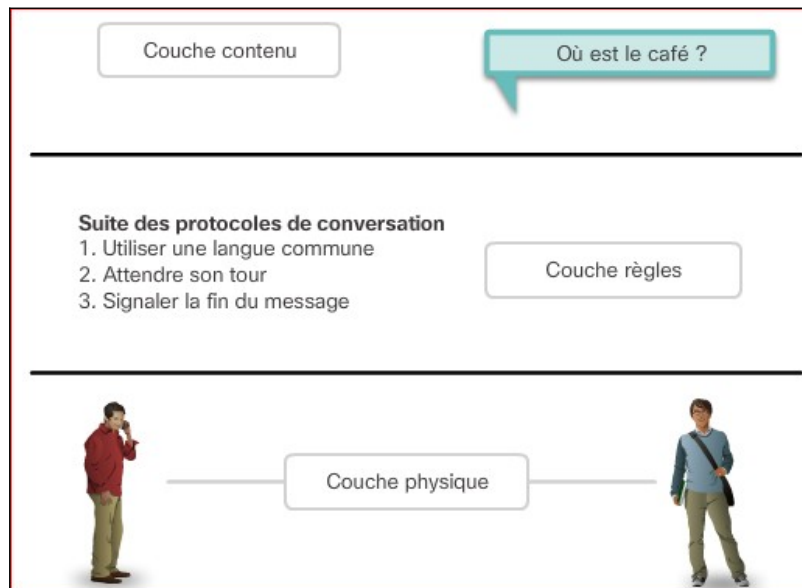 Couche contenu
Où est le café ?
Suite des protocoles de conversation
1. Utiliser une langue commune
2. Attendre son tour
3. Signaler la fin du message
Couche règles
Couche physique